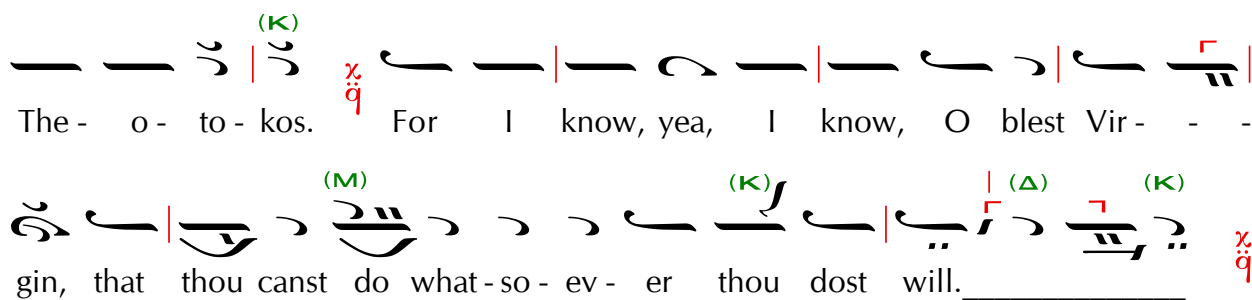 (K)
The - o - to - kos. For I know, yea, I know, O blest Vir - - -
(M) (K) (Δ) (K)
gin, that thou canst do what - so - ev - er thou dost will.